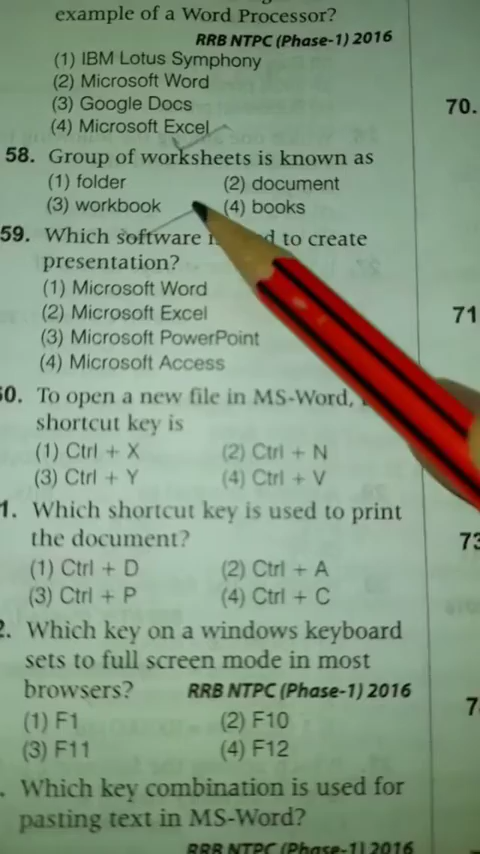 example of a Word Processor?
RRB NTPC (Phase-1) 2016
(1) IBM Lotus Symphony
(2) Microsoft Word
(3) Google Docs
(4) Microsoft Excel
58. Group of worksheets is known as
(1) folder (2) document
(3) workbook (4) books
59. Which software to create
presentation?
(1) Microsoft Word
(2) Microsoft Excel
(3) Microsoft PowerPoint
(4) Microsoft Access
0. To open a new file in MS-Word,
shortcut key is
(1) Ctrl + X (2) Ctrl + N
(3) Ctrl + Y (4) Ctrl + V
1. Which shortcut key is used to print
the document?
(1) Ctrl + D (2) Ctrl + A
(3) Ctrl + P (4) Ctrl + C
2. Which key on a windows keyboard
sets to full screen mode in most
browsers? RRB NTPC (Phase-1) 2016
(1) F1 (2) F10
(3) F11 (4) F12
. Which key combination is used for
pasting text in MS-Word?
RRB NTPC (Phase-1) 2016
70.
71
73
7